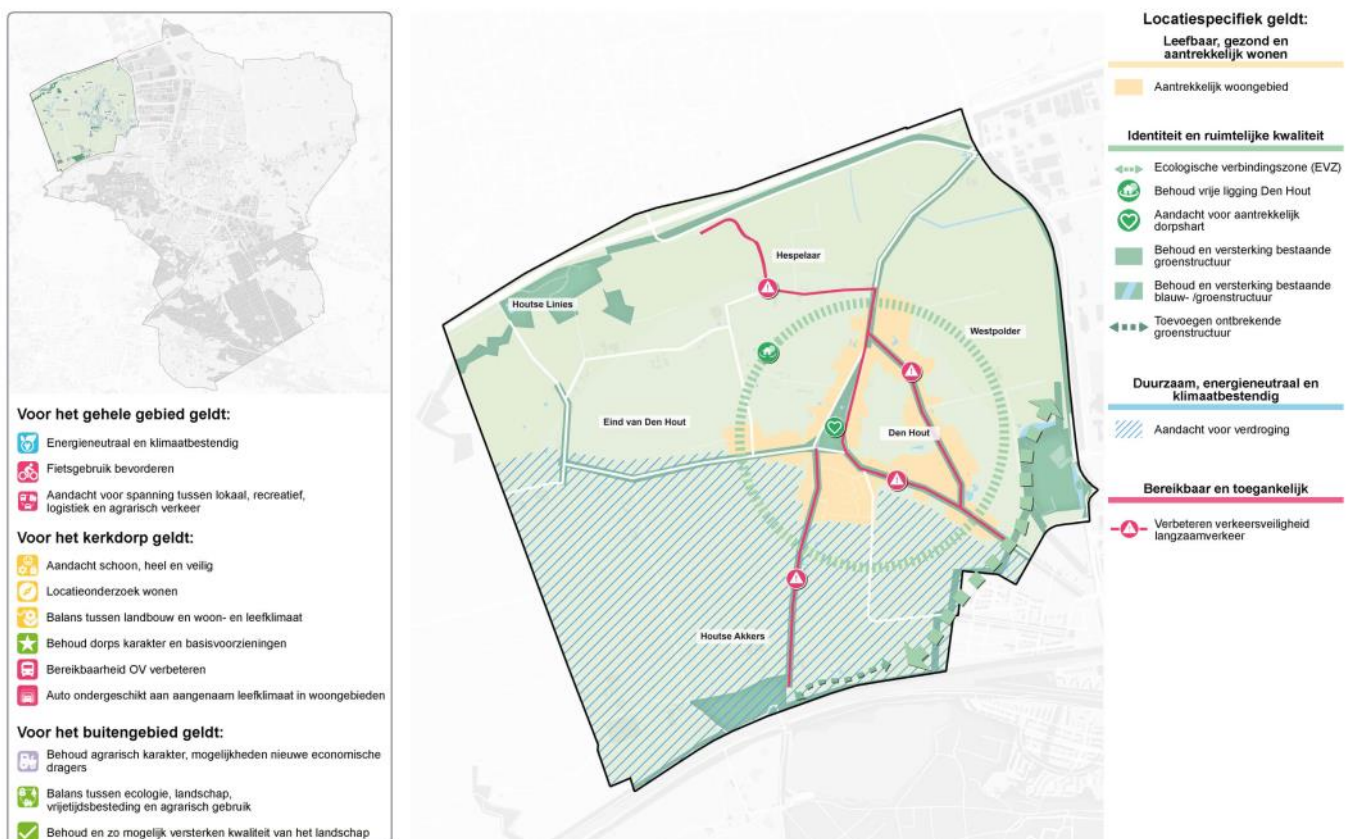 Voor het gehele gebied geldt:
Energieneutraal en klimaatbestendig
Fietsgebruik bevorderen
Aandacht voor spanning tussen lokaal, recreatief,
logistiek en agrarisch verkeer
Voor het kerkdorp geldt:
Aandacht schoon, heel en veilig
Locatieonderzoek wonen
Balans tussen landbouw en woon- en leefklimaat
Behoud dorps karakter en basisvoorzieningen
Bereikbaarheid OV verbeteren
Auto ondergeschikt aan aangenaam leefklimaat in woongebieden
Voor het buitengebied geldt:
Behoud agrarisch karakter, mogelijkheden nieuwe economische
dragers
Balans tussen ecologie, landschap,
vrijetijdsbesteding en agrarisch gebruik
Behoud en zo mogelijk versterken kwaliteit van het landschap
Hespelaar
Houtse Linies
Westpolder
Eind van Den Hout
Den Hout
Houtse Akkers
Locatiespecifiek geldt:
Leefbaar, gezond en
aantrekkelijk wonen
Aantrekkelijk woongebied
Identiteit en ruimtelijke kwaliteit
Ecologische verbindingszone (EVZ)
Behoud vrije ligging Den Hout
Aandacht voor aantrekkelijk
dorpshart
Behoud en versterking bestaande
groenstructuur
Behoud en versterking bestaande
blauw- /groenstructuur
Toevoegen ontbrekende
groenstructuur
Duurzaam, energieneutraal en
klimaatbestendig
Aandacht voor verdroging
Bereikbaar en toegankelijk
Verbeteren verkeersveiligheid
langzaamverkeer